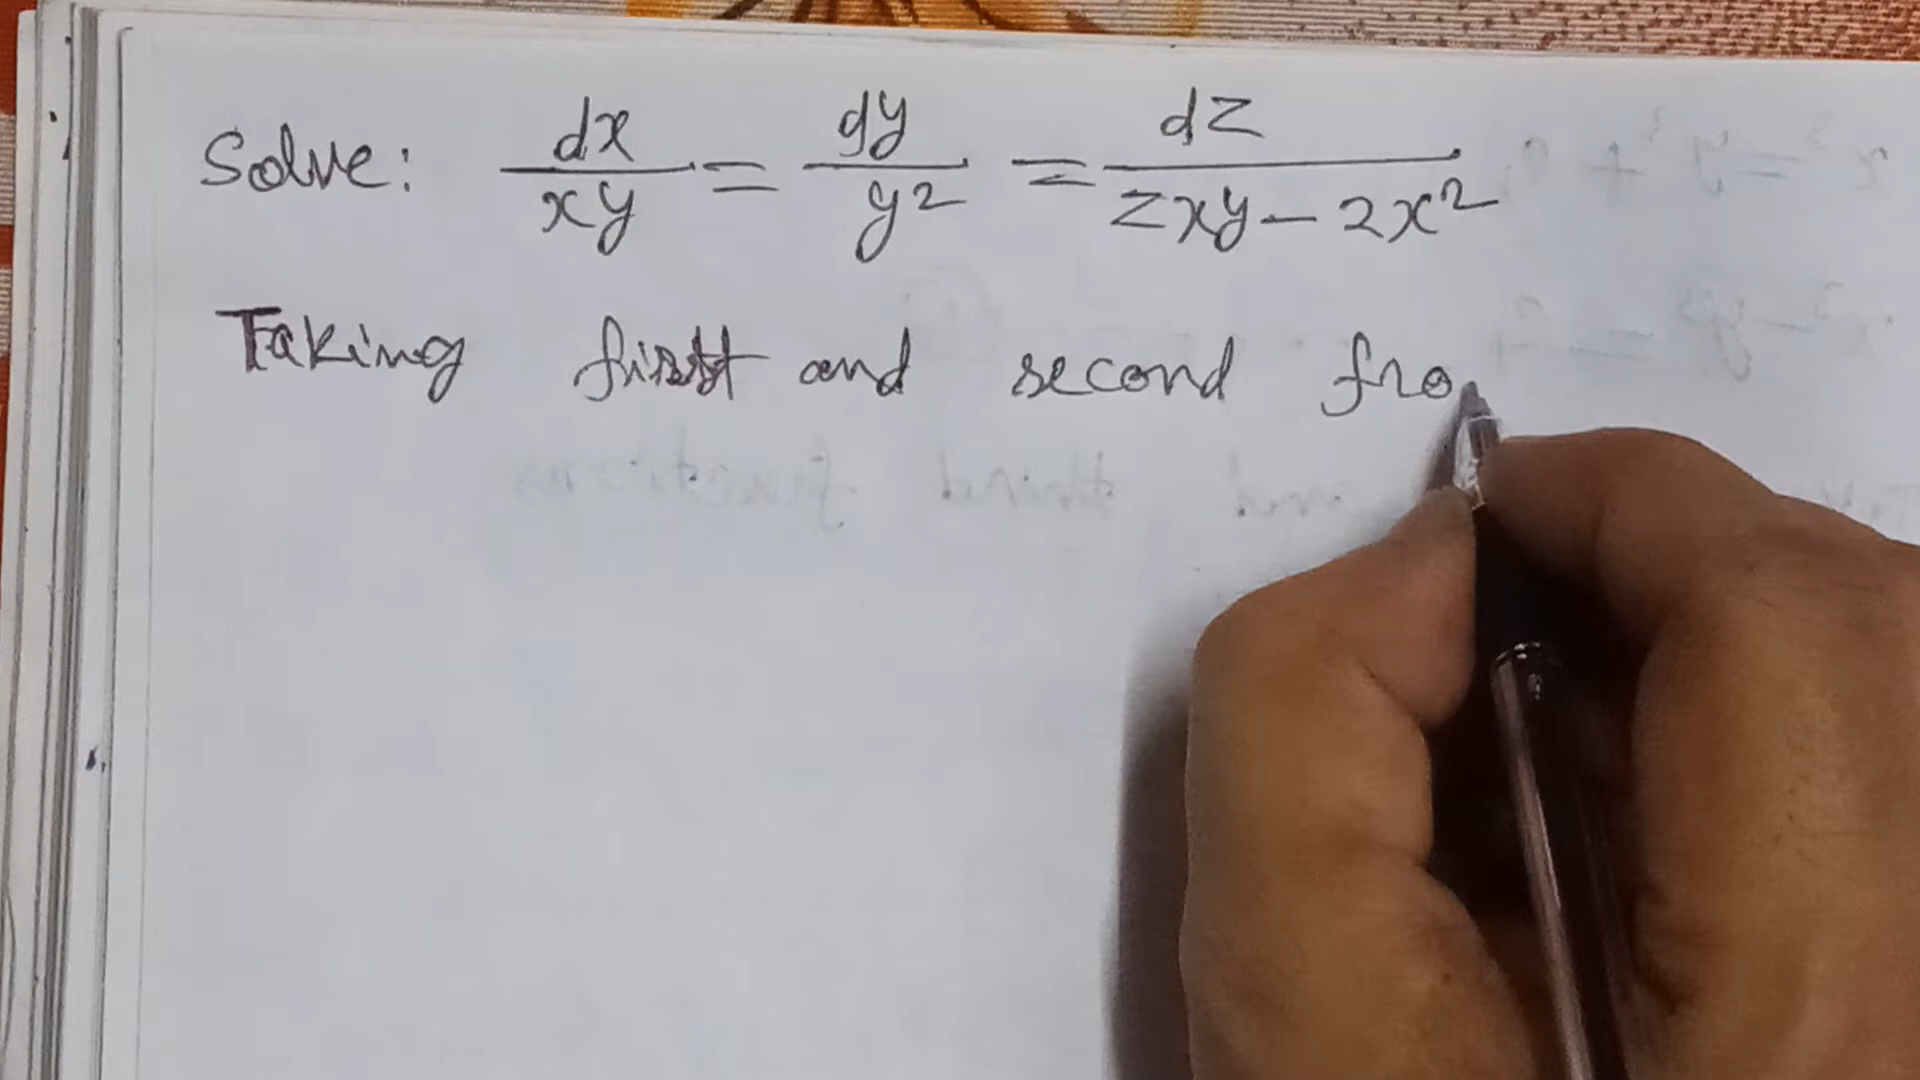 Solve: dx/xy = dy/y² = dz/zxy-2x²
Taking first and second fro